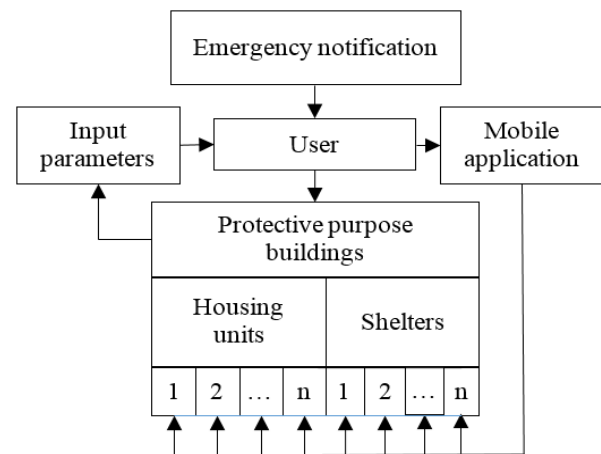 Emergency notification
Input
parameters
User
Mobile
application
Protective purpose
buildings
Housing
units
Shelters
1 2 … n 1 2 … n